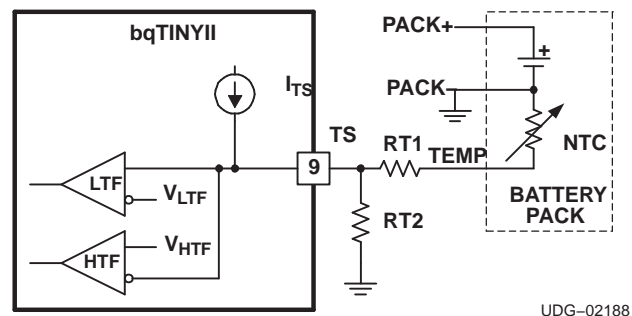 bqTINYII
PACK+
+
I_TS
PACK-
TS
RT1
TEMP
NTC
9
LTF
V_LTF
BATTERY
PACK
RT2
V_HTF
HTF
UDG−02188